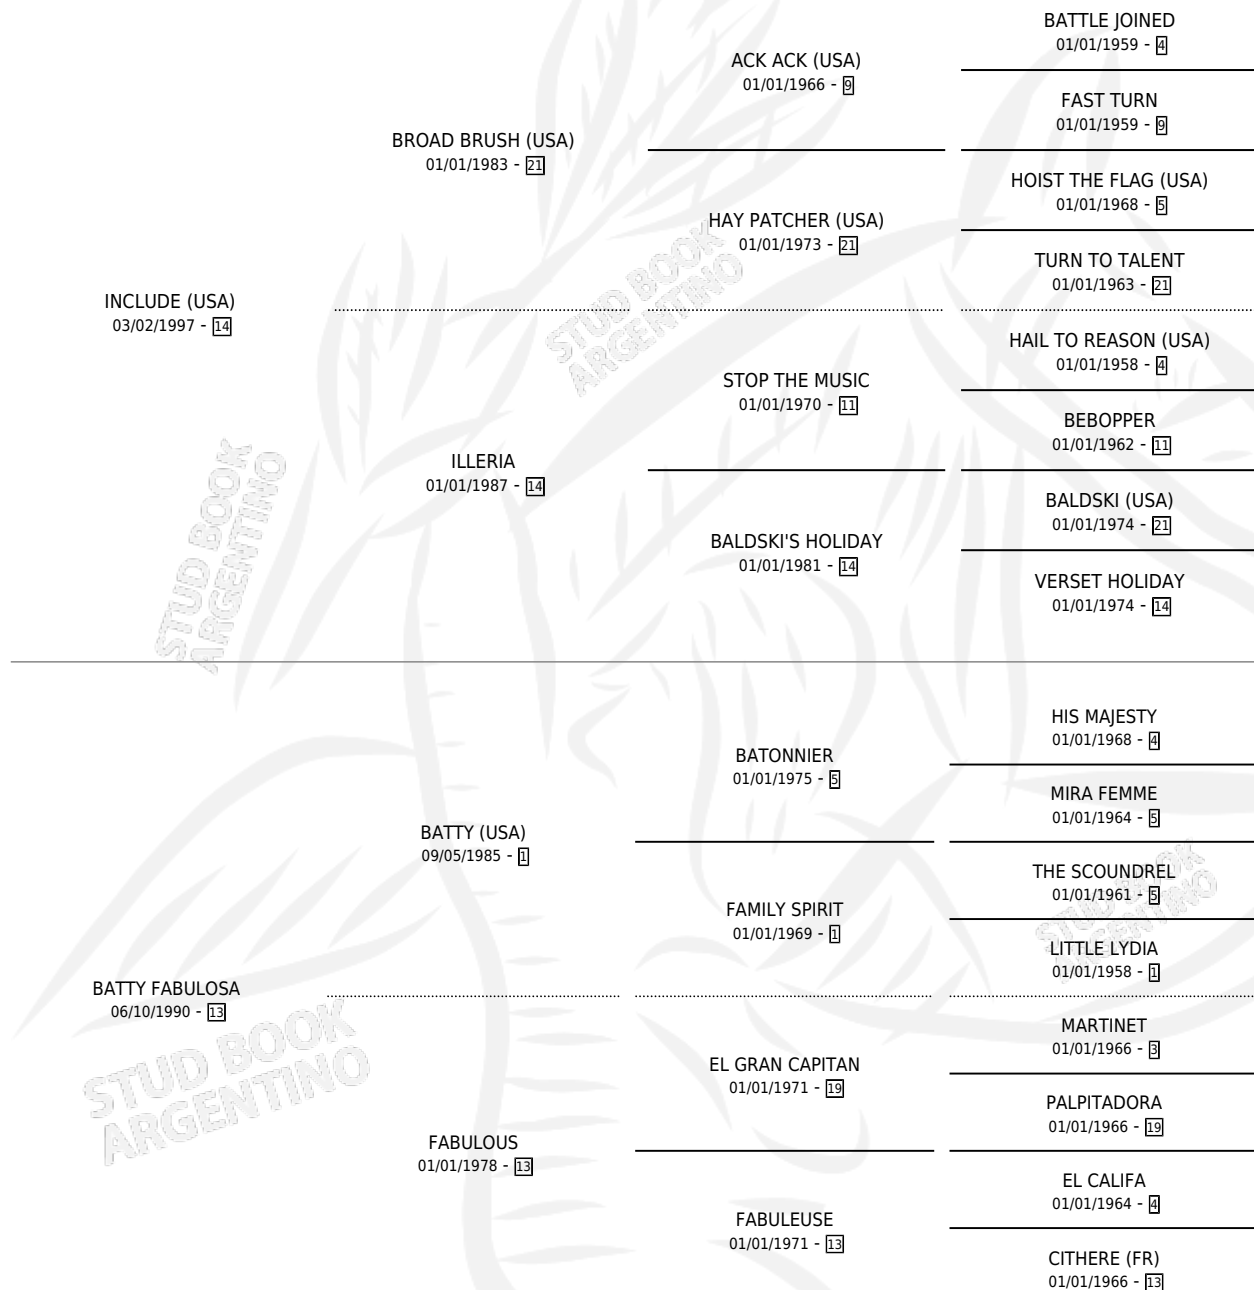 INCLUDE (USA)
03/02/1997 - 14
BROAD BRUSH (USA)
01/01/1983 - 21
ILLERIA
01/01/1987 - 14
ACK ACK (USA)
01/01/1966 - 9
HAY PATCHER (USA)
01/01/1973 - 21
STOP THE MUSIC
01/01/1970 - 11
BALDSKI'S HOLIDAY
01/01/1981 - 14
BATTLE JOINED
01/01/1959 - 4
FAST TURN
01/01/1959 - 9
HOIST THE FLAG (USA)
01/01/1968 - 5
TURN TO TALENT
01/01/1963 - 21
HAIL TO REASON (USA)
01/01/1958 - 4
BEBOPPER
01/01/1962 - 11
BALDSKI (USA)
01/01/1974 - 21
VERSET HOLIDAY
01/01/1974 - 14
BATTY FABULOSA
06/10/1990 - 13
BATTY (USA)
09/05/1985 - 1
FABULOUS
01/01/1978 - 13
BATONNIER
01/01/1975 - 5
FAMILY SPIRIT
01/01/1969 - 1
EL GRAN CAPITAN
01/01/1971 - 19
FABULEUSE
01/01/1971 - 13
HIS MAJESTY
01/01/1968 - 4
MIRA FEMME
01/01/1964 - 5
THE SCOUNDREL
01/01/1961 - 5
LITTLE LYDIA
01/01/1958 - 1
MARTINET
01/01/1966 - 3
PALPITADORA
01/01/1966 - 19
EL CALIFA
01/01/1964 - 4
CITHERE (FR)
01/01/1966 - 13
STUD BOOK
ARGENTINO
STUD BOOK
ARGENTINO
STUD BOOK
ARGENTINO
STUD BOOK
ARGENTINO